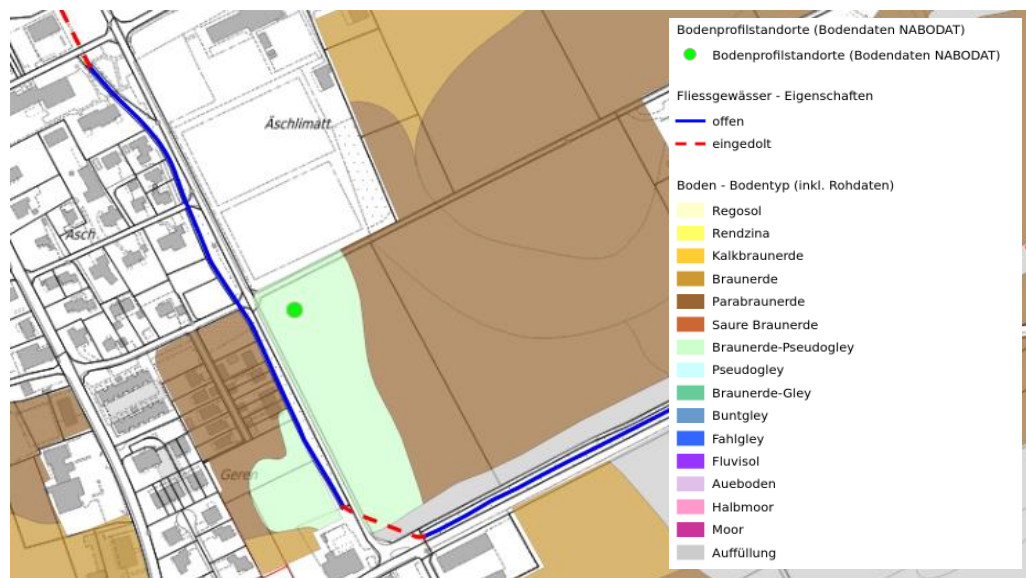 Äschlimatt
Asch
Geren
Bodenprofilstandorte (Bodendaten NABODAT)
Bodenprofilstandorte (Bodendaten NABODAT)
Fliessgewässer - Eigenschaften
offen
eingedolt
Boden - Bodentyp (inkl. Rohdaten)
Regosol
Rendzina
Kalkbraunerde
Braunerde
Parabraunerde
Saure Braunerde
Braunerde-Pseudogley
Pseudogley
Braunerde-Gley
Buntgley
Fahlgley
Fluvisol
Aueboden
Halbmoor
Moor
Auffüllung